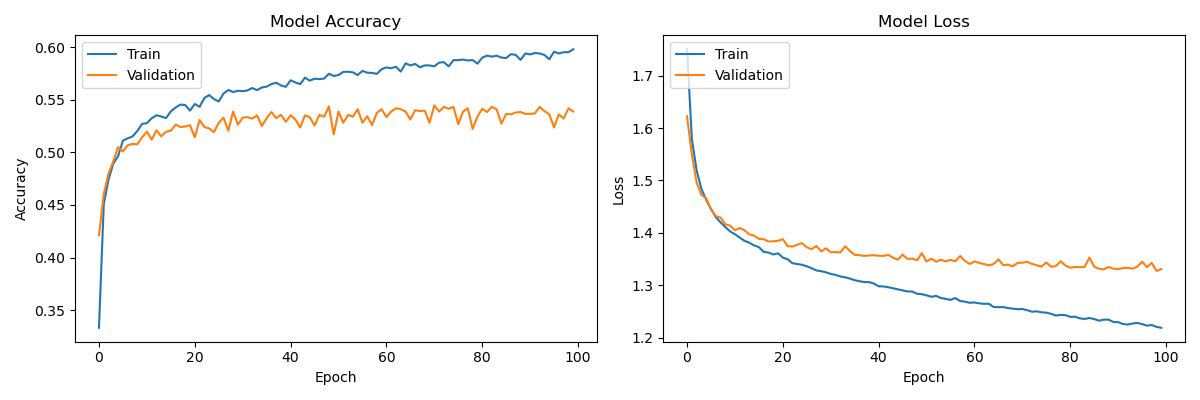 Model Accuracy
Train
Validation
0.60
0.55
0.50
0.45
0.40
0.35
Accuracy
0 20 40 60 80 100
Epoch
Model Loss
Train
Validation
1.7
1.6
1.5
1.4
1.3
1.2
Loss
0 20 40 60 80 100
Epoch